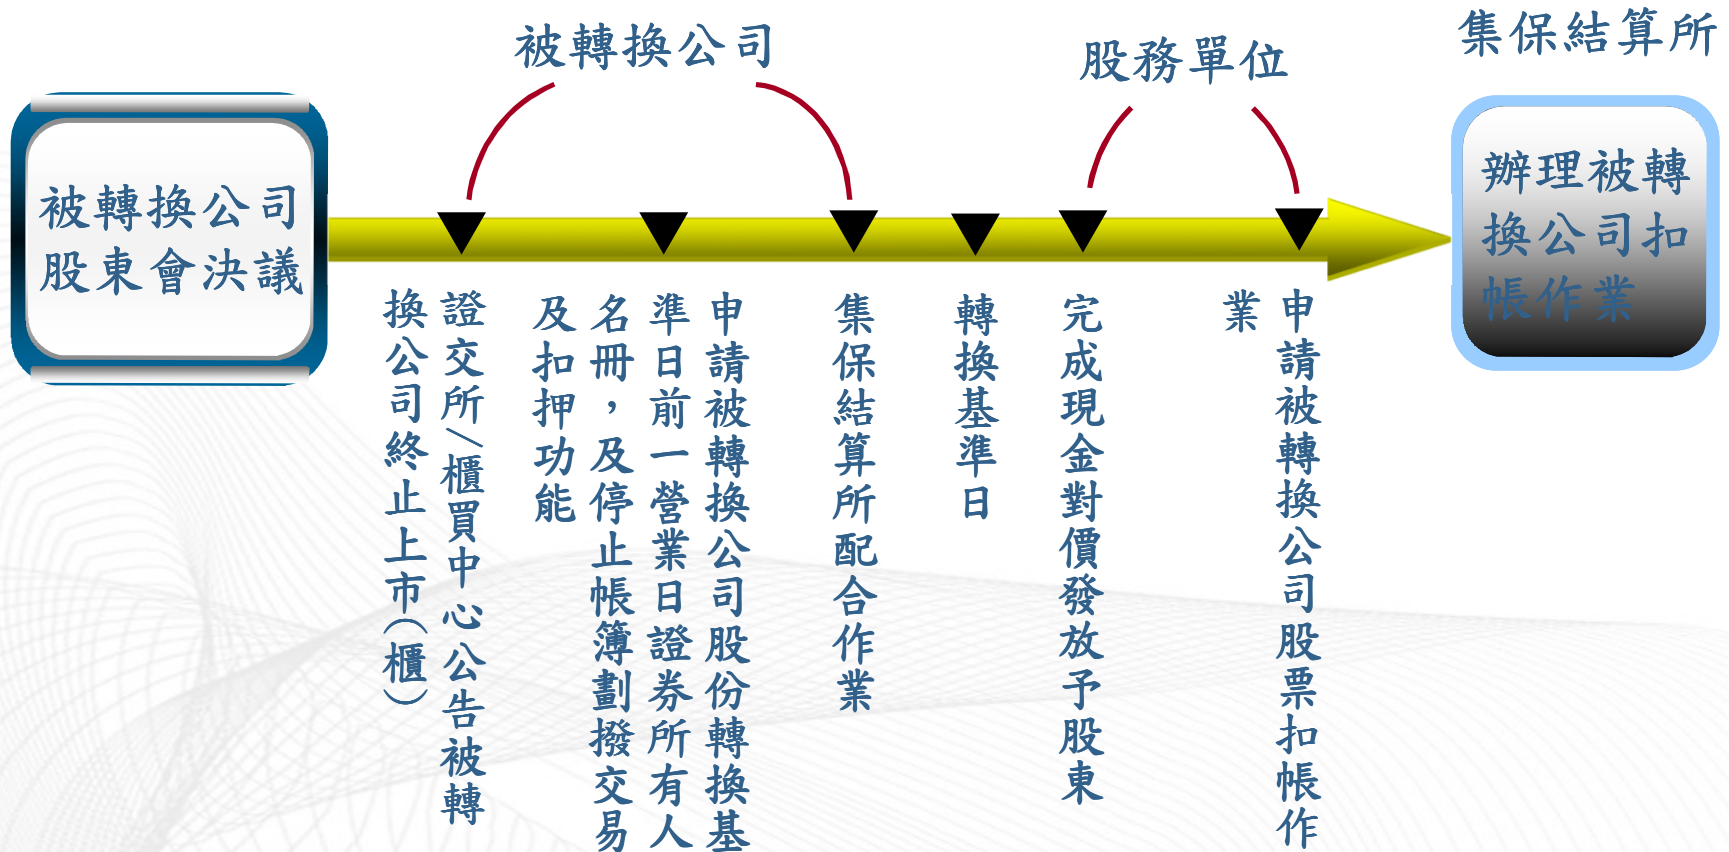 被轉換公司
股務單位
集保結算所
被轉換公司
股東會決議
辦理被轉
換公司扣
帳作業
證交所/櫃買中心公告被轉
換公司終止上市(櫃)
申請被轉換公司股份轉換基
準日前一營業日證券所有人
名冊，及停止帳簿劃撥交易
及扣押功能
集保結算所配合作業
轉換基準日
完成現金對價發放予股東
申請被轉換公司股票扣帳作
業